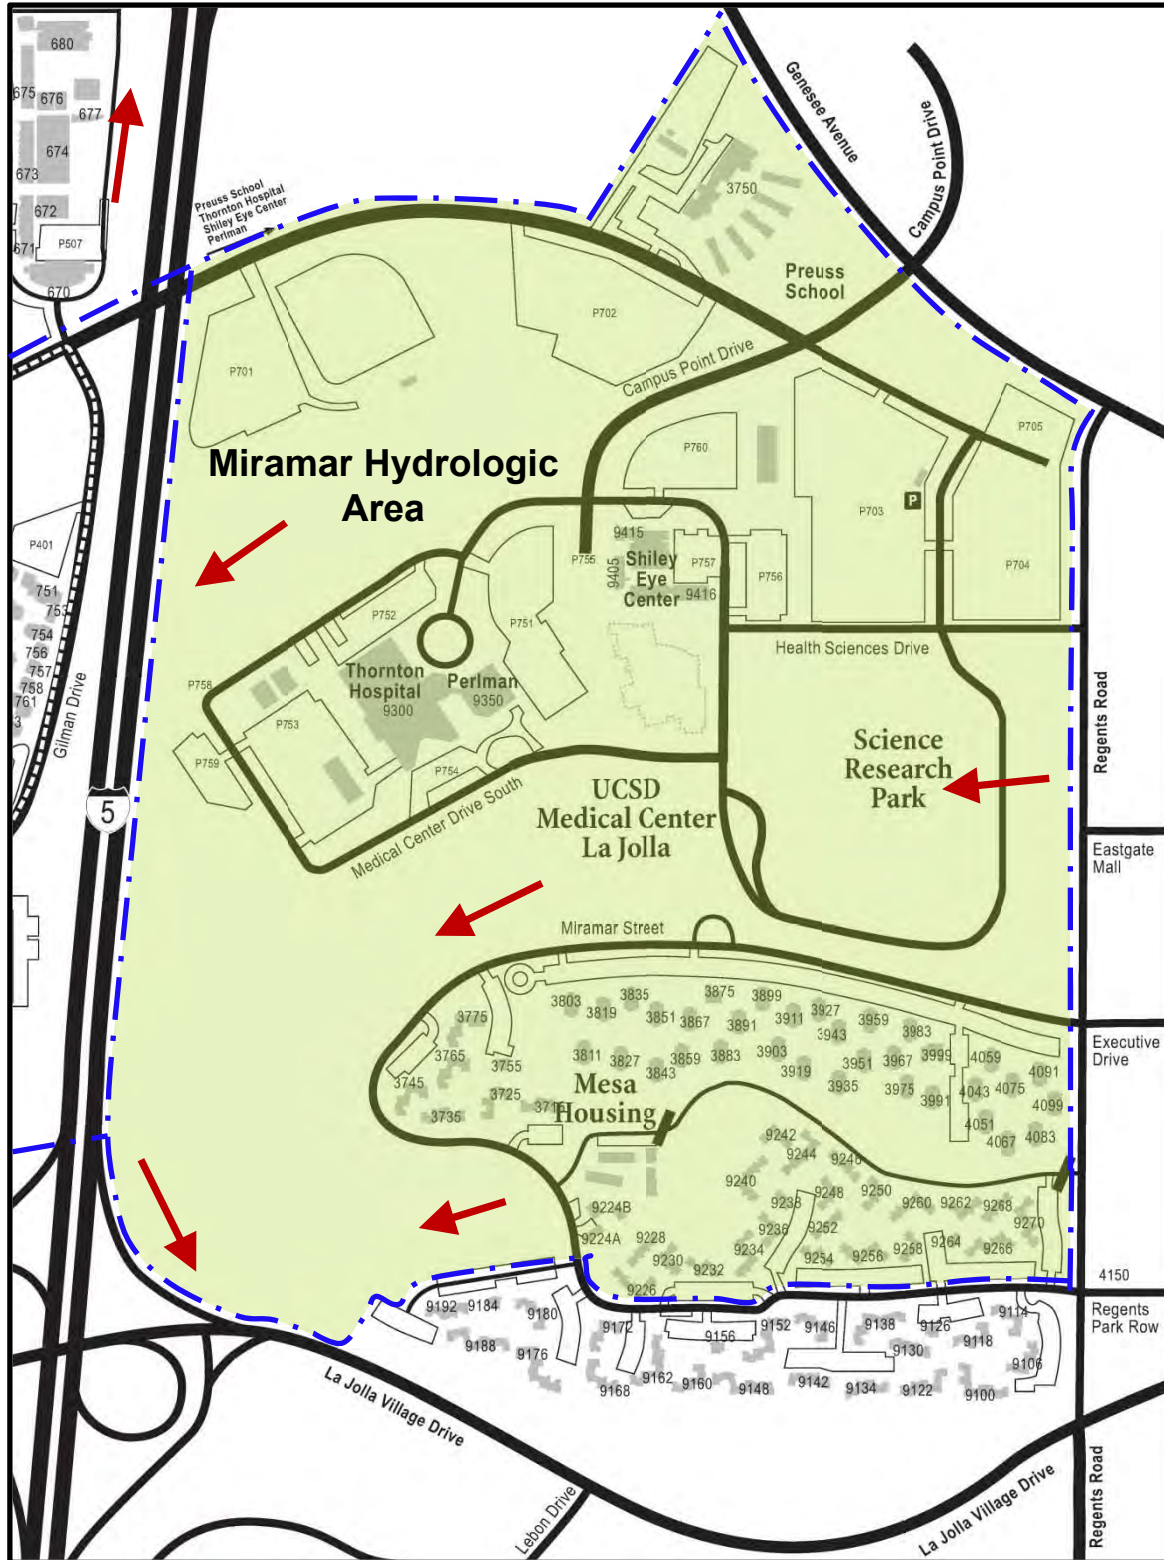 680
675
676
677
674
673
672
671
P507
670
Preuss School
Thornton Hospital
Shiley Eye Center
Perlman
Genesee Avenue
Campus Point Drive
3750
Preuss
School
P702
P701
Campus Point Drive
P705
P760
P703
P
P704
Miramar Hydrologic
Area
P401
751
753
754
756
757
758
761
3
Gilman Drive
5
P755
9415
9405
Shiley
Eye
Center
9416
P757
P756
P752
P751
Thornton
Hospital
9300
Perlman
9350
P758
P753
P759
P754
Health Sciences Drive
Regents Road
Science
Research
Park
UCSD
Medical Center
La Jolla
Medical Center Drive South
Eastgate
Mall
Miramar Street
Executive
Drive
3803
3819
3835
3851
3867
3875
3891
3899
3911
3927
3943
3959
3983
3775
3765
3755
3745
3735
3725
3715
3811
3827
3843
3859
3883
3903
3919
3935
3951
3967
3975
3999
3991
4059
4043
4075
4091
4099
4051
4067
4083
Mesa
Housing
9242
9244
9246
9240
9238
9248
9250
9260
9262
9268
9270
9224B
9224A
9228
9230
9232
9234
9236
9252
9254
9256
9258
9264
9266
9226
4150
Regents
Park Row
9192
9184
9180
9188
9176
9172
9156
9152
9146
9138
9126
9114
9130
9118
9106
9168
9162
9160
9148
9142
9134
9122
9100
La Jolla Village Drive
Lebon Drive
La Jolla Village Drive
Regents Road